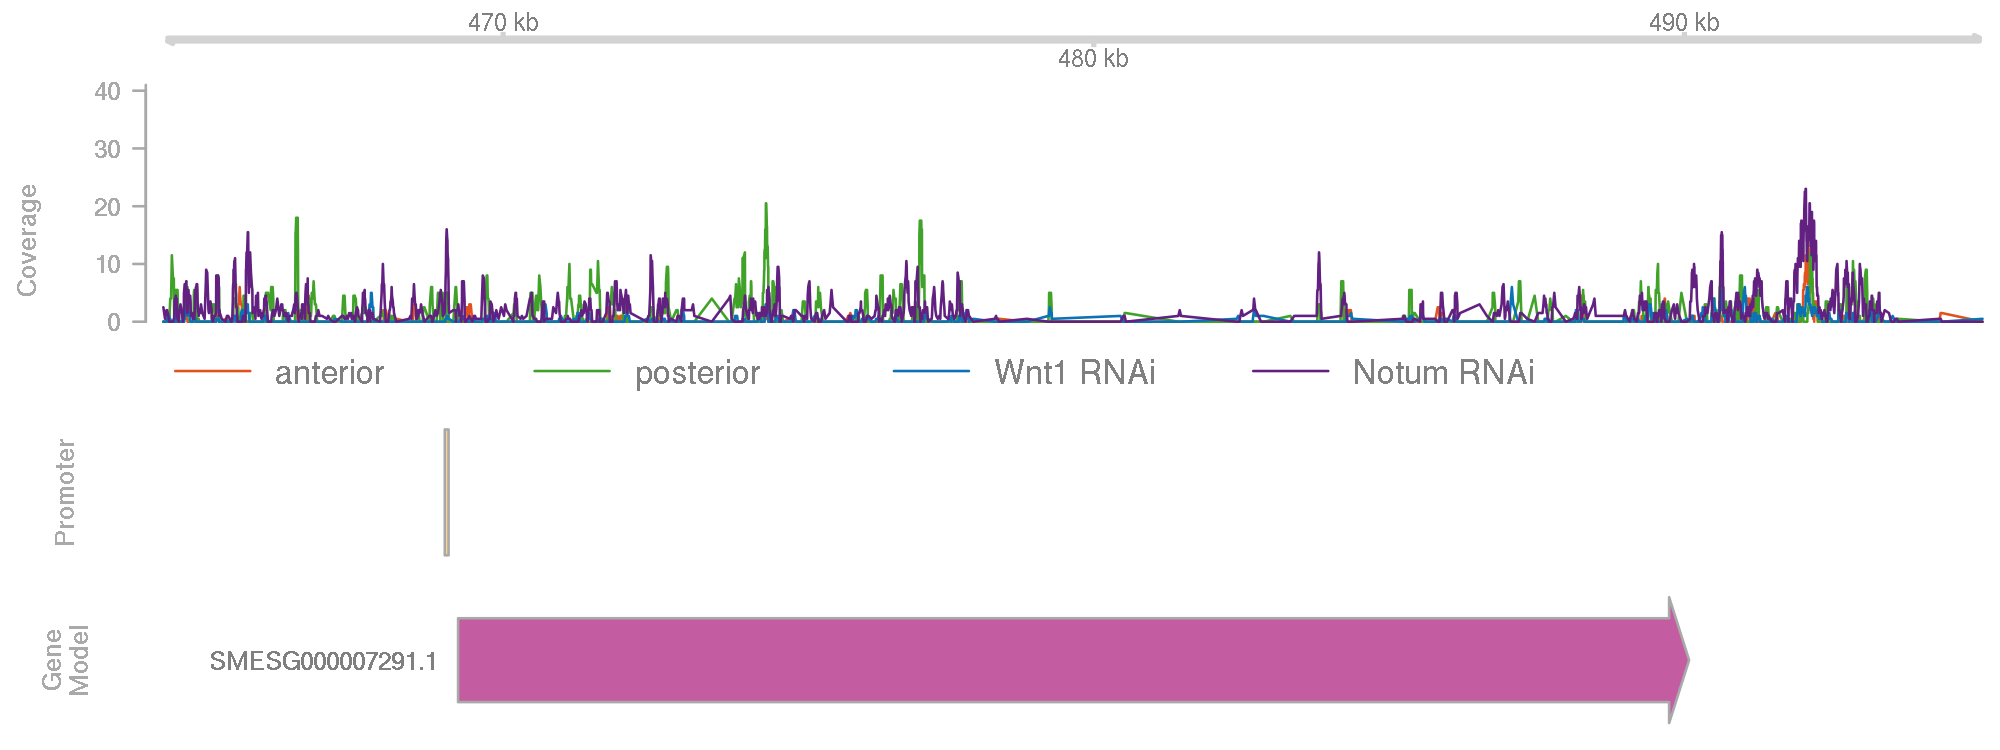 470 kb
490 kb
480 kb
Coverage
40
30
20
10
0
anterior
posterior
Wnt1 RNAi
Notum RNAi
Promoter
Gene
Model
SMESG000007291.1